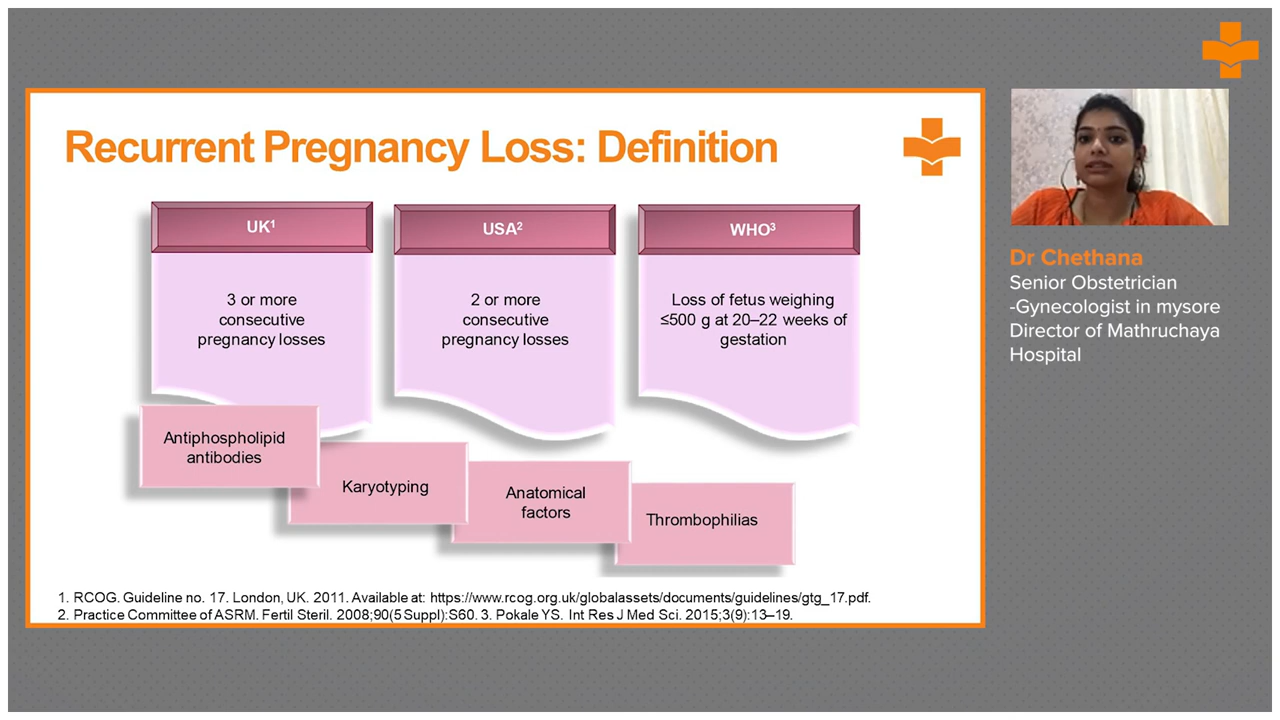 Recurrent Pregnancy Loss: Definition
UK1
USA2
WHO3
3 or more
consecutive
pregnancy losses
2 or more
consecutive
pregnancy losses
Loss of fetus weighing
≤500 g at 20–22 weeks of
gestation
Antiphospholipid
antibodies
Karyotyping
Anatomical
factors
Thrombophilias
1. RCOG. Guideline no. 17. London, UK. 2011. Available at: https://www.rcog.org.uk/globalassets/documents/guidelines/gtg_17.pdf.
2. Practice Committee of ASRM. Fertil Steril. 2008;90(5 Suppl):S60. 3. Pokale YS. Int Res J Med Sci. 2015;3(9):13–19.
Dr Chethana
Senior Obstetrician
-Gynecologist in mysore
Director of Mathruchaya
Hospital